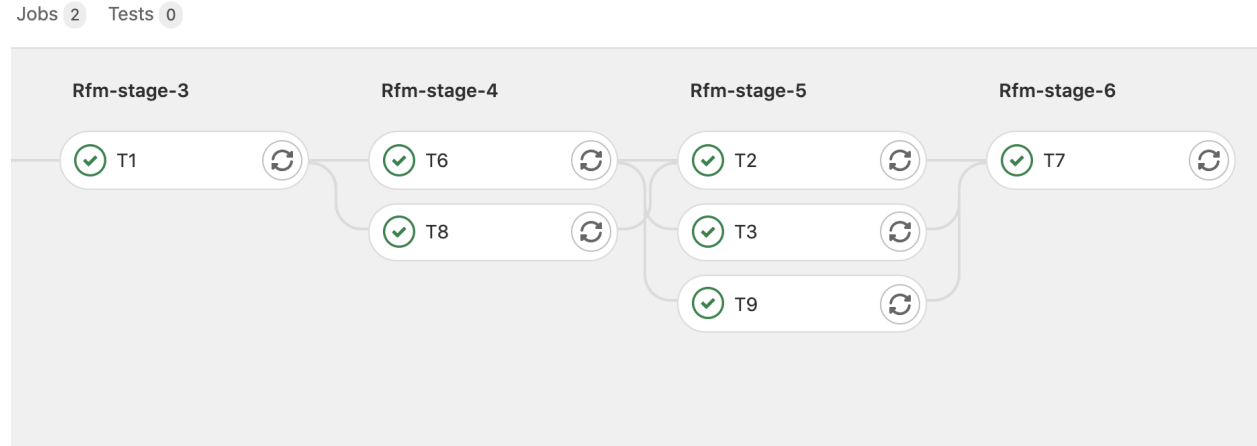 Jobs 2 Tests 0
Rfm-stage-3 Rfm-stage-4 Rfm-stage-5 Rfm-stage-6
T1 T6 T2 T7
T8 T3
T9